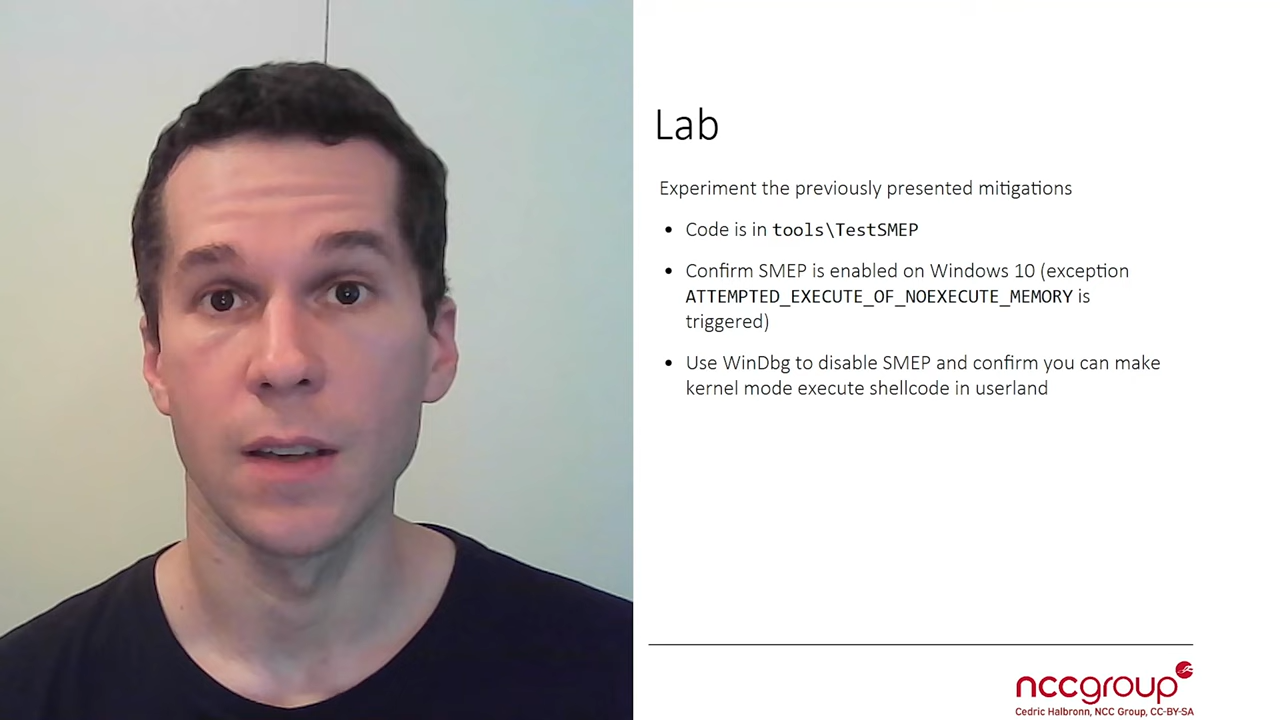 Lab
Experiment the previously presented mitigations
• Code is in tools\TestSMEP
• Confirm SMEP is enabled on Windows 10 (exception
ATTEMPTED_EXECUTE_OF_NOEXECUTE_MEMORY is
triggered)
• Use WinDbg to disable SMEP and confirm you can make
kernel mode execute shellcode in userland
nccgroup
Cedric Halbronn, NCC Group, CC-BY-SA